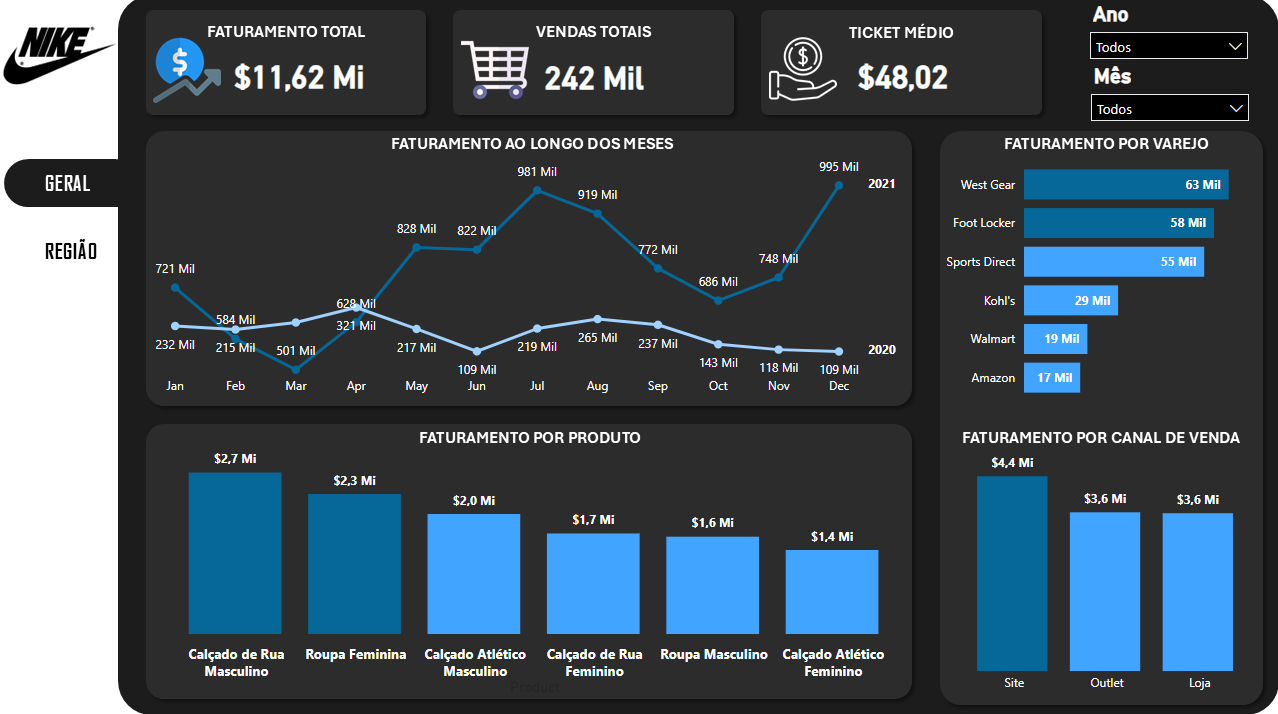 NIKE
FATURAMENTO TOTAL
$11,62 Mi
VENDAS TOTAIS
242 Mil
TICKET MÉDIO
$48,02
Ano
Todos
Mês
Todos
GERAL
REGIÃO
FATURAMENTO AO LONGO DOS MESES
981 Mil
995 Mil
2021
919 Mil
828 Mil
822 Mil
772 Mil
748 Mil
721 Mil
686 Mil
628 Mil
584 Mil
321 Mil
501 Mil
232 Mil
215 Mil
217 Mil
109 Mil
219 Mil
265 Mil
237 Mil
143 Mil
118 Mil
109 Mil
2020
Jan Feb Mar Apr May Jun Jul Aug Sep Oct Nov Dec
FATURAMENTO POR VAREJO
West Gear 63 Mil
Foot Locker 58 Mil
Sports Direct 55 Mil
Kohl's 29 Mil
Walmart 19 Mil
Amazon 17 Mil
FATURAMENTO POR PRODUTO
$2,7 Mi
$2,3 Mi
$2,0 Mi
$1,7 Mi
$1,6 Mi
$1,4 Mi
Calçado de Rua
Masculino
Roupa Feminina
Calçado Atlético
Masculino
Calçado de Rua
Feminino
Roupa Masculino
Calçado Atlético
Feminino
Product
FATURAMENTO POR CANAL DE VENDA
$4,4 Mi
$3,6 Mi
$3,6 Mi
Site
Outlet
Loja